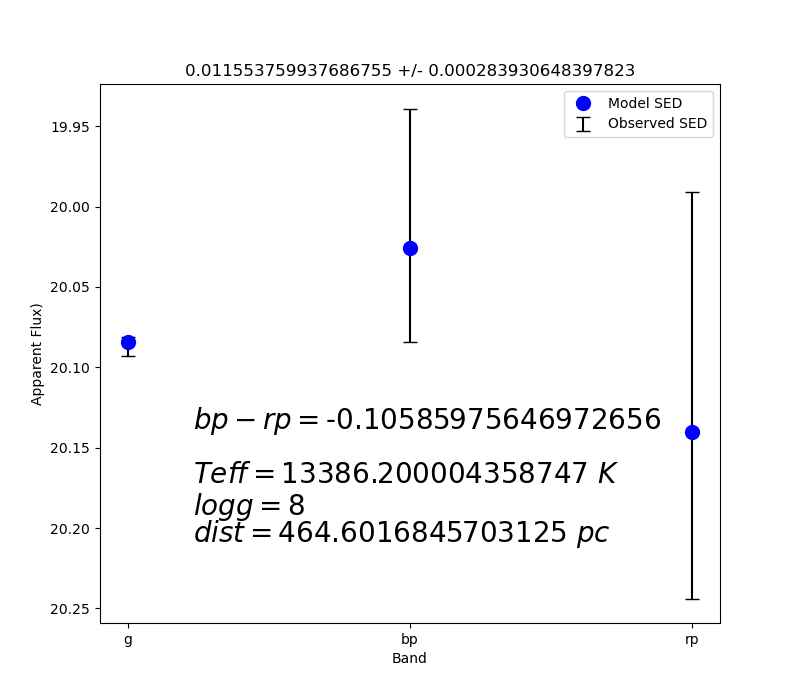 0.011553759937686755 +/- 0.000283930648397823
Model SED
Observed SED
19.95
20.00
20.05
20.10
20.15
20.20
20.25
Apparent Flux)
bp − rp = -0.10585975646972656
Teff = 13386.200004358747 K
logg = 8
dist = 464.6016845703125 pc
g
bp
rp
Band